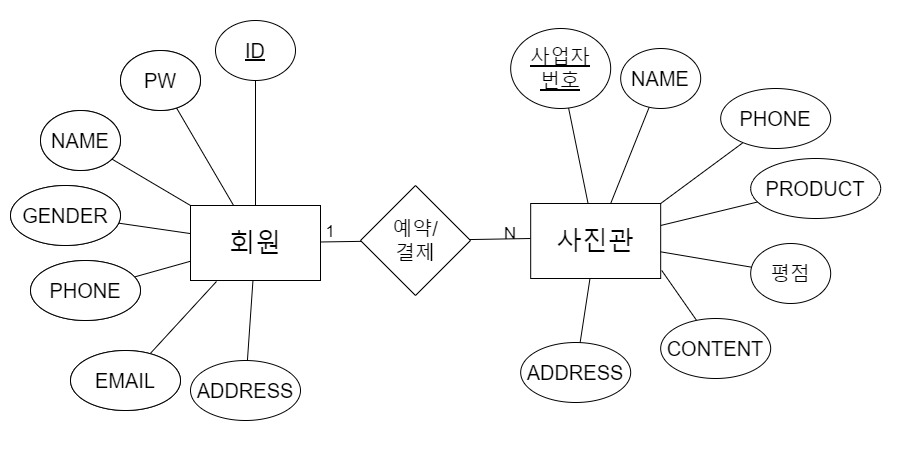 ID
PW
NAME
GENDER
PHONE
EMAIL
ADDRESS
회원
1
예약/
결제
N
사진관
사업자
번호
NAME
PHONE
PRODUCT
평점
CONTENT
ADDRESS